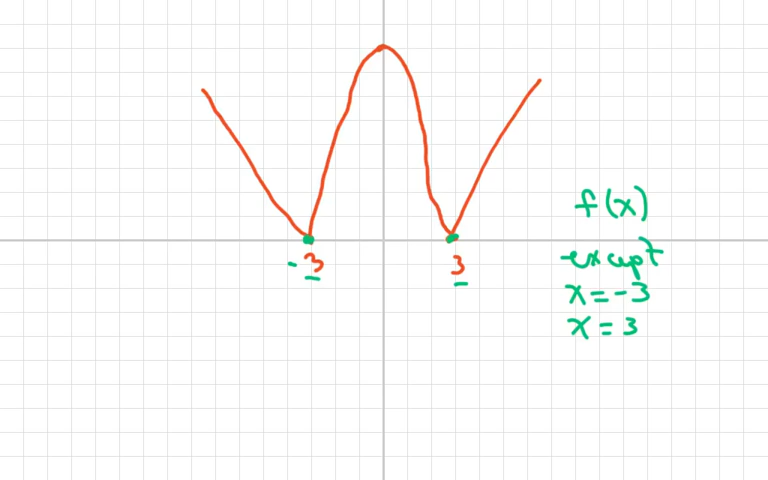 f(x)
-3 3
except
x = -3
x = 3